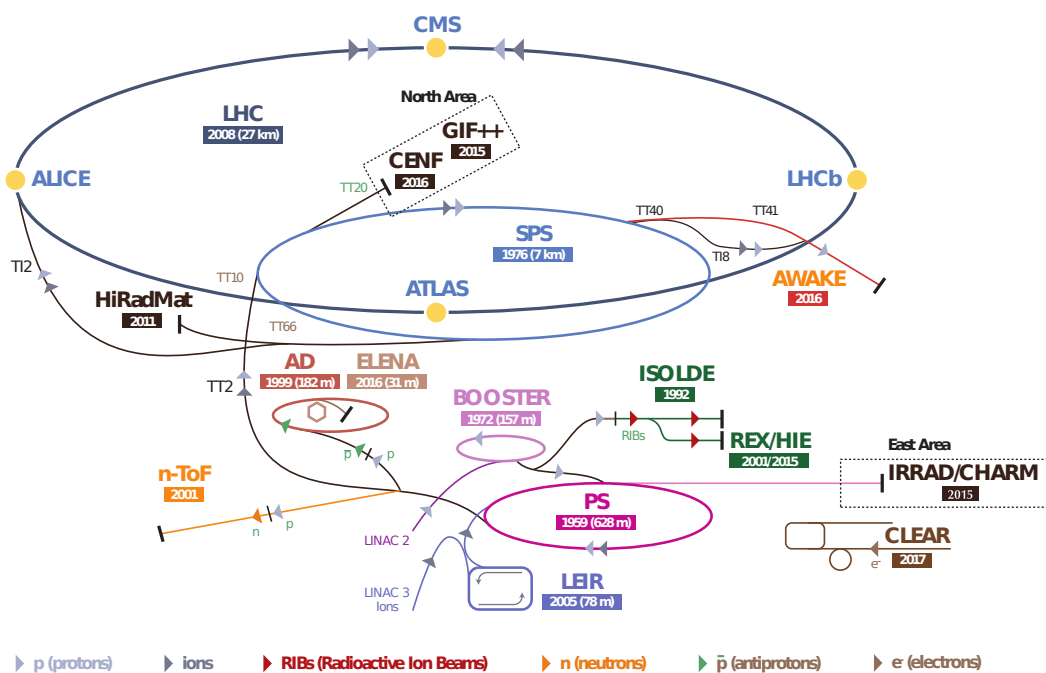 CMS
North Area
LHC
2008 (27 km)
GIF++
2015
CENF
2016
TT20
ALICE
LHCb
TT40
TT41
SPS
1976 (7 km)
TI2
TI8
TT10
AWAKE
2016
ATLAS
HiRadMat
2011
TT66
AD
1999 (182 m)
ELENA
2016 (31 m)
TT2
ISOLDE
1992
BOOSTER
1972 (157 m)
RIBs
REX/HIE
2001/2015
East Area
p̅
p
n-ToF
2001
IRRAD/CHARM
2015
PS
1959 (628 m)
n
p
LINAC 2
CLEAR
2017
e-
LEIR
2005 (78 m)
LINAC 3
Ions
p (protons)
ions
RIBs (Radioactive Ion Beams)
n (neutrons)
p̅ (antiprotons)
e- (electrons)